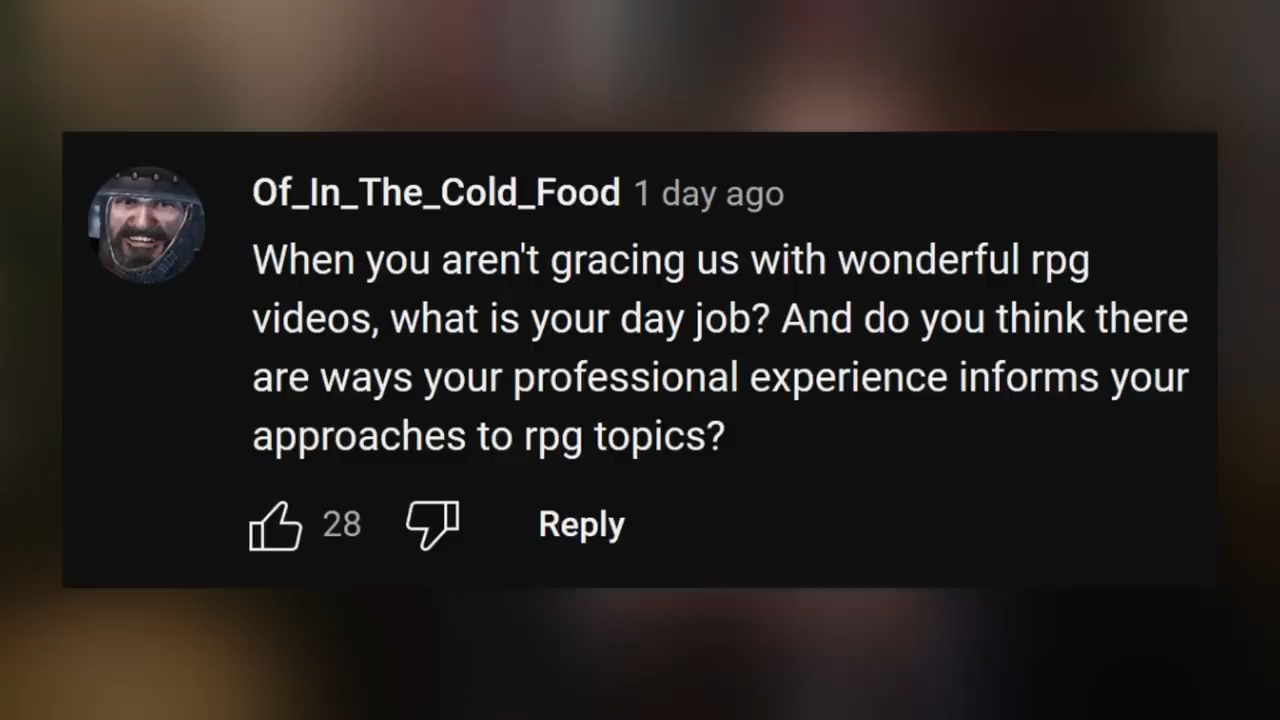 Of_In_The_Cold_Food 1 day ago
When you aren't gracing us with wonderful rpg
videos, what is your day job? And do you think there
are ways your professional experience informs your
approaches to rpg topics?
28 Reply